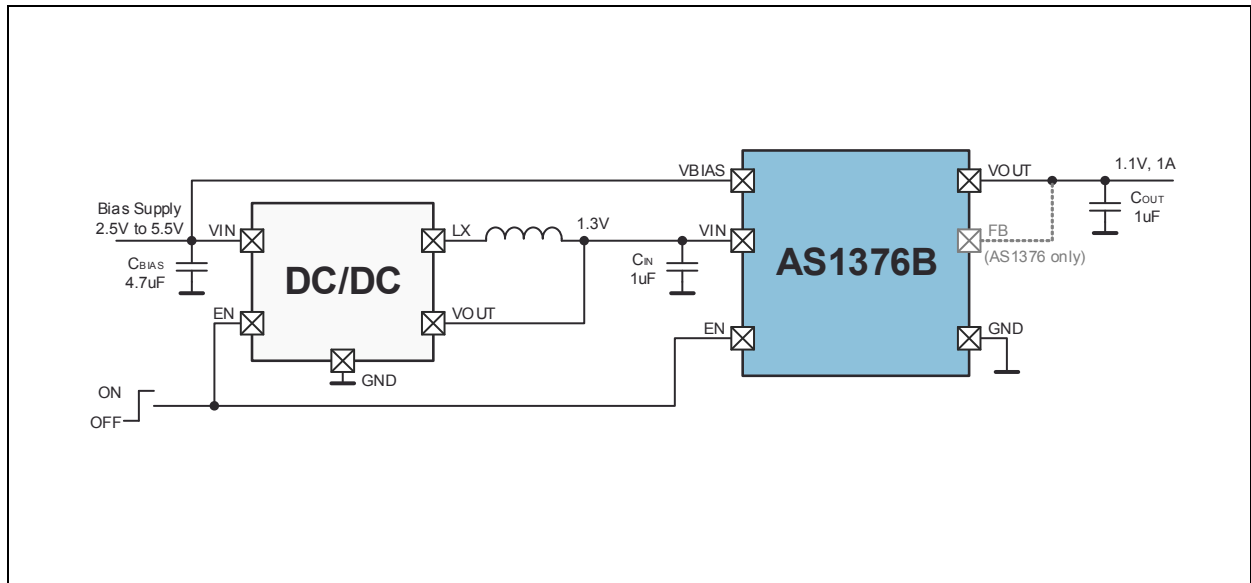 VBIAS
VOUT
1.1V, 1A
Bias Supply
2.5V to 5.5V
VIN
LX
1.3V
VIN
FB
(AS1376 only)
COUT
1uF
CBIAS
4.7uF
DC/DC
CIN
1uF
AS1376B
EN
VOUT
EN
GND
GND
ON
OFF